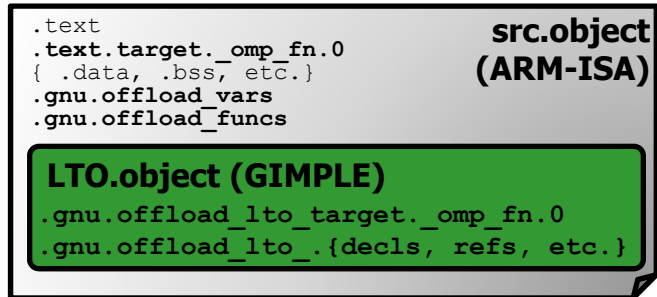 .text
src.object
.text.target._omp_fn.0
(ARM-ISA)
{ .data, .bss, etc.}
.gnu.offload_vars
.gnu.offload_funcs
LTO.object (GIMPLE)
.gnu.offload_lto_target._omp_fn.0
.gnu.offload_lto_.{decls, refs, etc.}